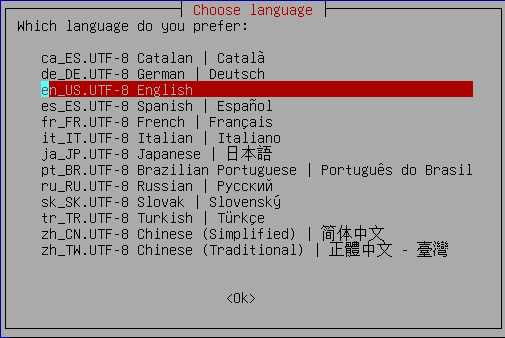 Choose language
Which language do you prefer:
ca_ES.UTF-8 Catalan | Català
de_DE.UTF-8 German | Deutsch
en_US.UTF-8 English
es_ES.UTF-8 Spanish | Español
fr_FR.UTF-8 French | Français
it_IT.UTF-8 Italian | Italiano
ja_JP.UTF-8 Japanese | 日本語
pt_BR.UTF-8 Brazilian Portuguese | Português do Brasil
ru_RU.UTF-8 Russian | Русский
sk_SK.UTF-8 Slovak | Slovenský
tr_TR.UTF-8 Turkish | Türkçe
zh_CN.UTF-8 Chinese (Simplified) | 简体中文
zh_TW.UTF-8 Chinese (Traditional) | 正體中文 - 臺灣
<Ok>